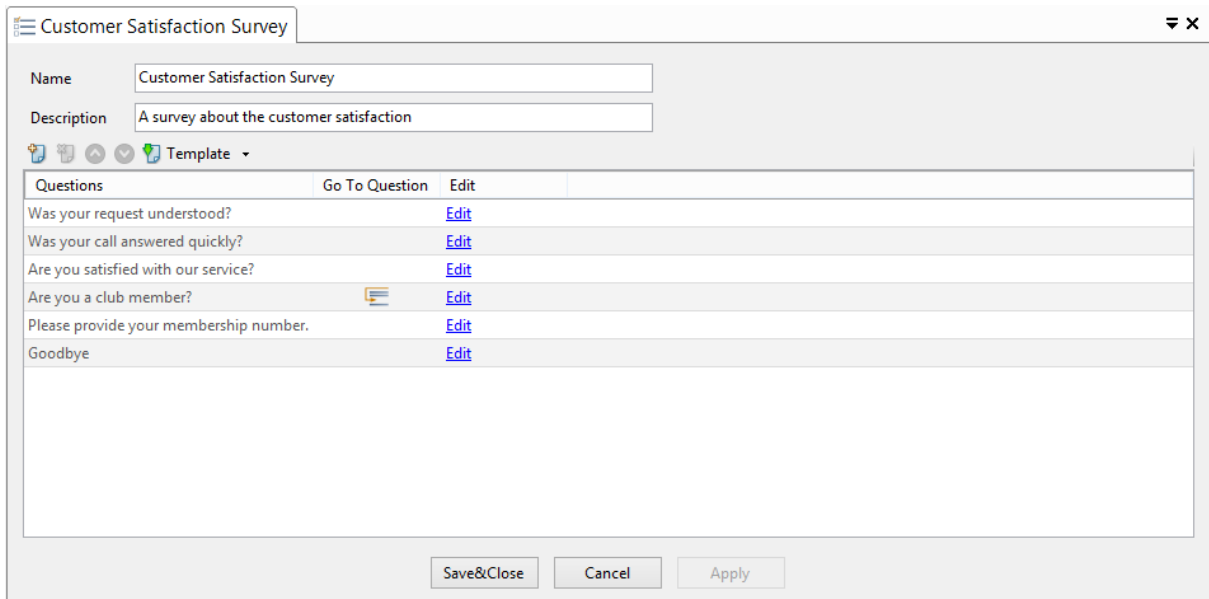 Customer Satisfaction Survey
Name Customer Satisfaction Survey
Description A survey about the customer satisfaction
Template
Questions Go To Question Edit
Was your request understood? Edit
Was your call answered quickly? Edit
Are you satisfied with our service? Edit
Are you a club member? Edit
Please provide your membership number. Edit
Goodbye Edit
Save&Close Cancel Apply